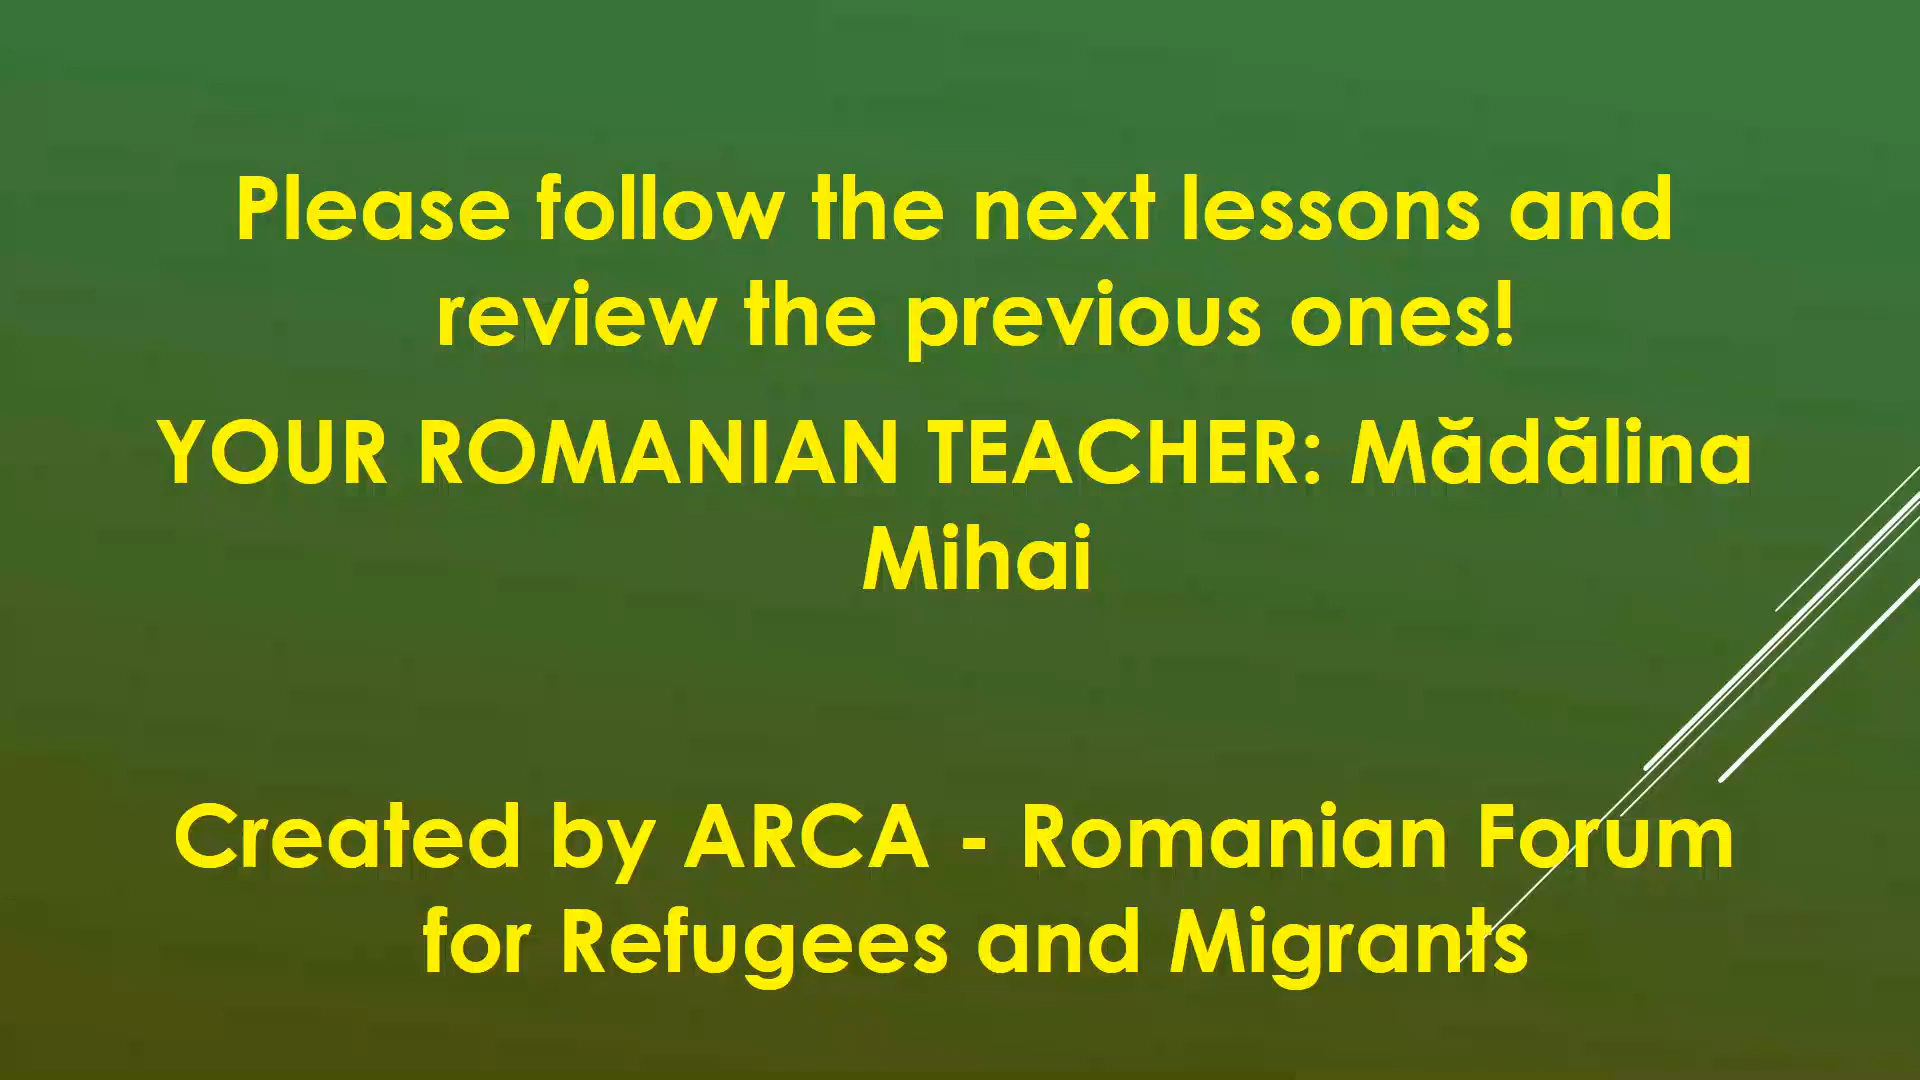 Please follow the next lessons and
review the previous ones!
YOUR ROMANIAN TEACHER: Mădălina
Mihai
Created by ARCA - Romanian Forum
for Refugees and Migrants